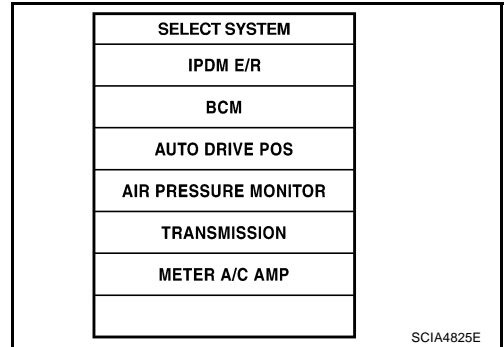 SELECT SYSTEM
IPDM E/R
BCM
AUTO DRIVE POS
AIR PRESSURE MONITOR
TRANSMISSION
METER A/C AMP
SCIA4825E